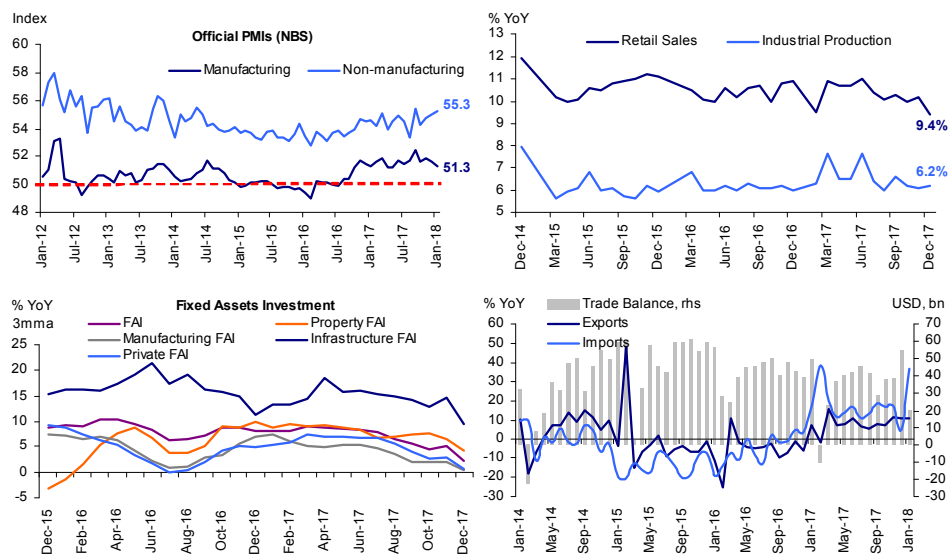 Index
Official PMIs (NBS)
Manufacturing Non-manufacturing
60
58
56
54
52
50
48
55.3
51.3
Jan-12
Jul-12
Jan-13
Jul-13
Jan-14
Jul-14
Jan-15
Jul-15
Jan-16
Jul-16
Jan-17
Jul-17
Jan-18
% YoY
Retail Sales Industrial Production
13
12
11
10
9
8
7
6
5
9.4%
6.2%
Dec-14
Mar-15
Jun-15
Sep-15
Dec-15
Mar-16
Jun-16
Sep-16
Dec-16
Mar-17
Jun-17
Sep-17
Dec-17
% YoY
3mma
Fixed Assets Investment
FAI Property FAI
Manufacturing FAI Infrastructure FAI
Private FAI
25
20
15
10
5
0
-5
Dec-15
Feb-16
Apr-16
Jun-16
Aug-16
Oct-16
Dec-16
Feb-17
Apr-17
Jun-17
Aug-17
Oct-17
Dec-17
% YoY
USD, bn
Trade Balance, rhs
Exports
Imports
60
50
40
30
20
10
0
-10
-20
-30
70
60
50
40
30
20
10
0
-10
-20
-30
Jan-14
May-14
Sep-14
Jan-15
May-15
Sep-15
Jan-16
May-16
Sep-16
Jan-17
May-17
Sep-17
Jan-18